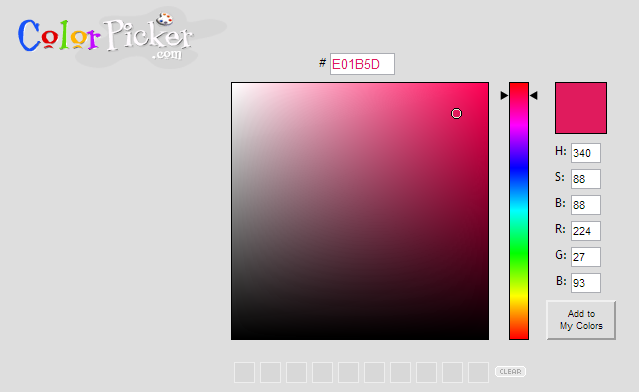 ColorPicker
.com
# E01B5D
H: 340
S: 88
B: 88
R: 224
G: 27
B: 93
Add to
My Colors
CLEAR